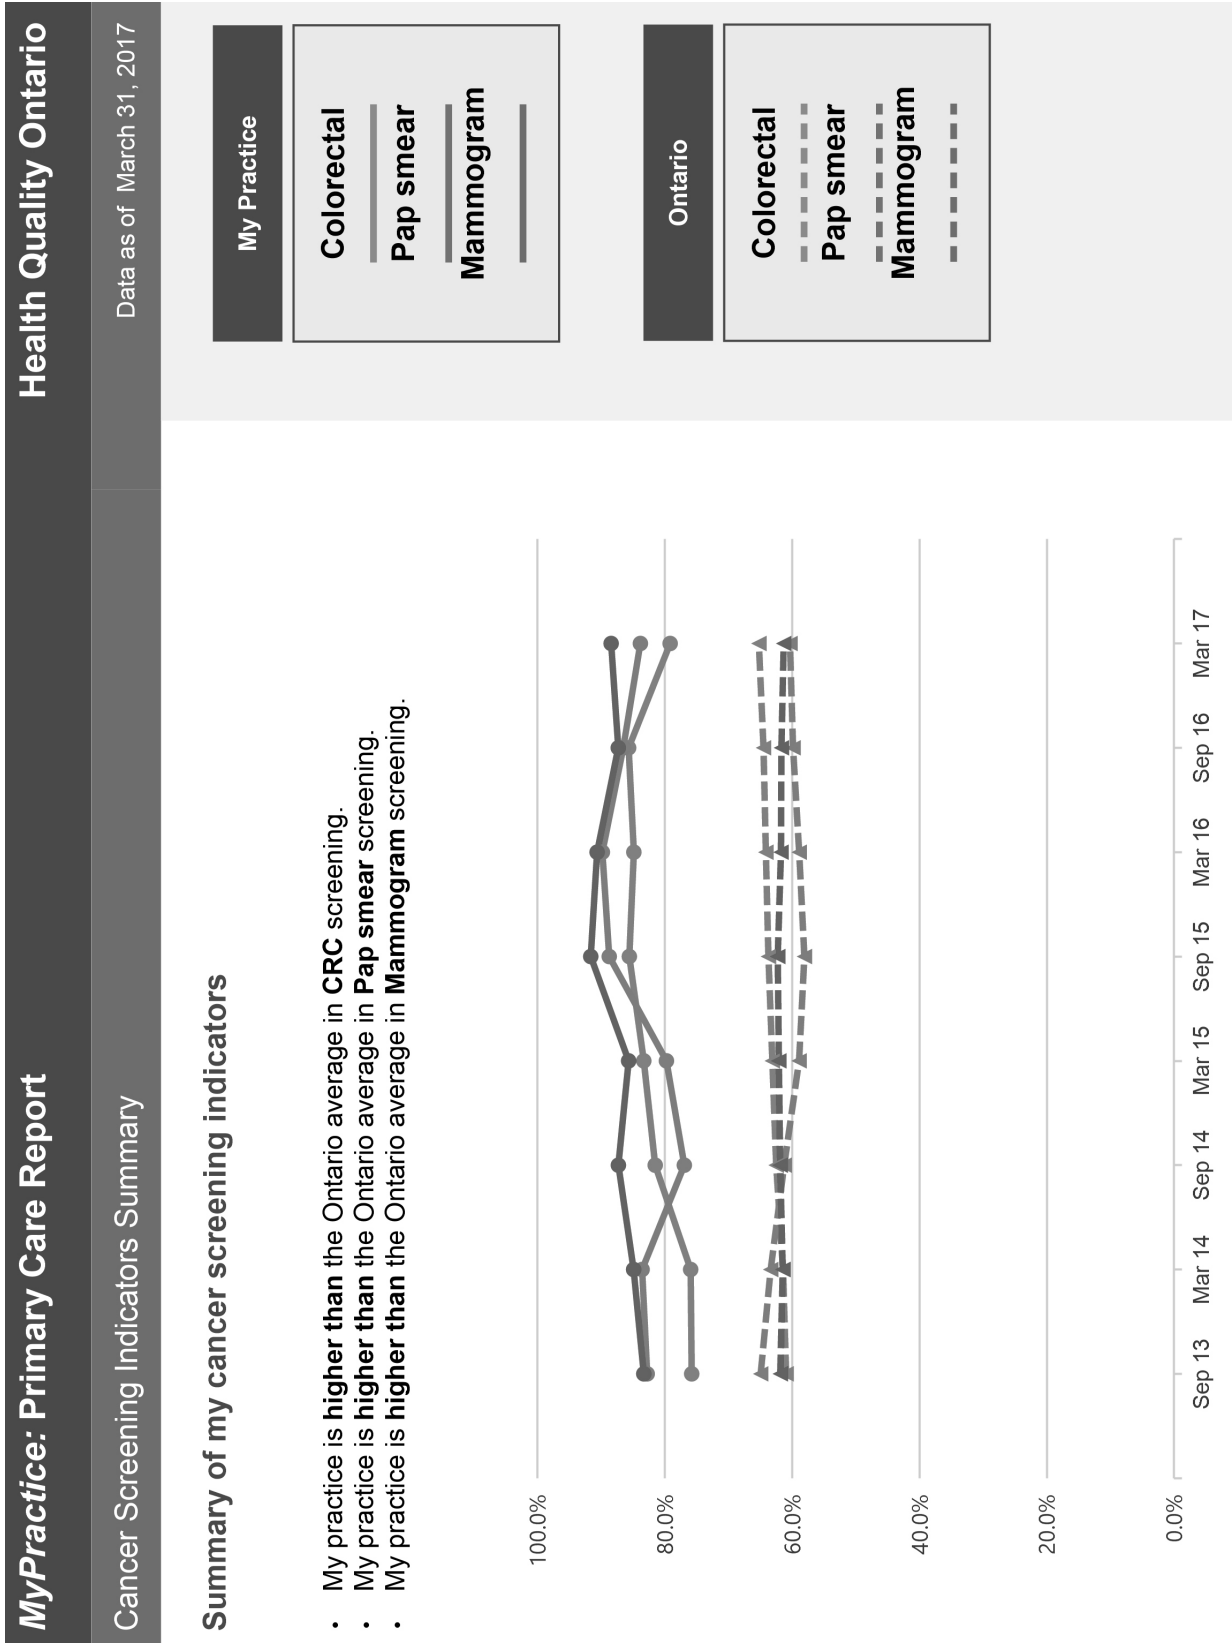 MyPractice: Primary Care Report
Health Quality Ontario
Cancer Screening Indicators Summary
Data as of March 31, 2017
Summary of my cancer screening indicators
• My practice is higher than the Ontario average in CRC screening.
• My practice is higher than the Ontario average in Pap smear screening.
• My practice is higher than the Ontario average in Mammogram screening.
100.0%
80.0%
60.0%
40.0%
20.0%
0.0%
Sep 13
Mar 14
Sep 14
Mar 15
Sep 15
Mar 16
Sep 16
Mar 17
My Practice
Colorectal
Pap smear
Mammogram
Ontario
Colorectal
Pap smear
Mammogram